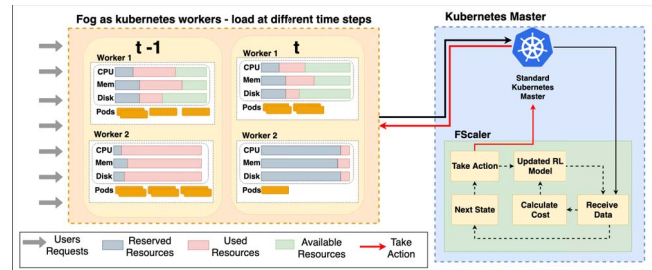 Fog as kubernetes workers - load at different time steps
t -1
Worker 1
CPU
Mem
Disk
Pods
Worker 2
CPU
Mem
Disk
Pods
t
Worker 1
CPU
Mem
Disk
Pods
Worker 2
CPU
Mem
Disk
Pods
Kubernetes Master
Standard
Kubernetes
Master
FScaler
Take Action
Updated RL
Model
Next State
Calculate
Cost
Receive
Data
Users
Requests
Reserved
Resources
Used
Resources
Available
Resources
Take
Action